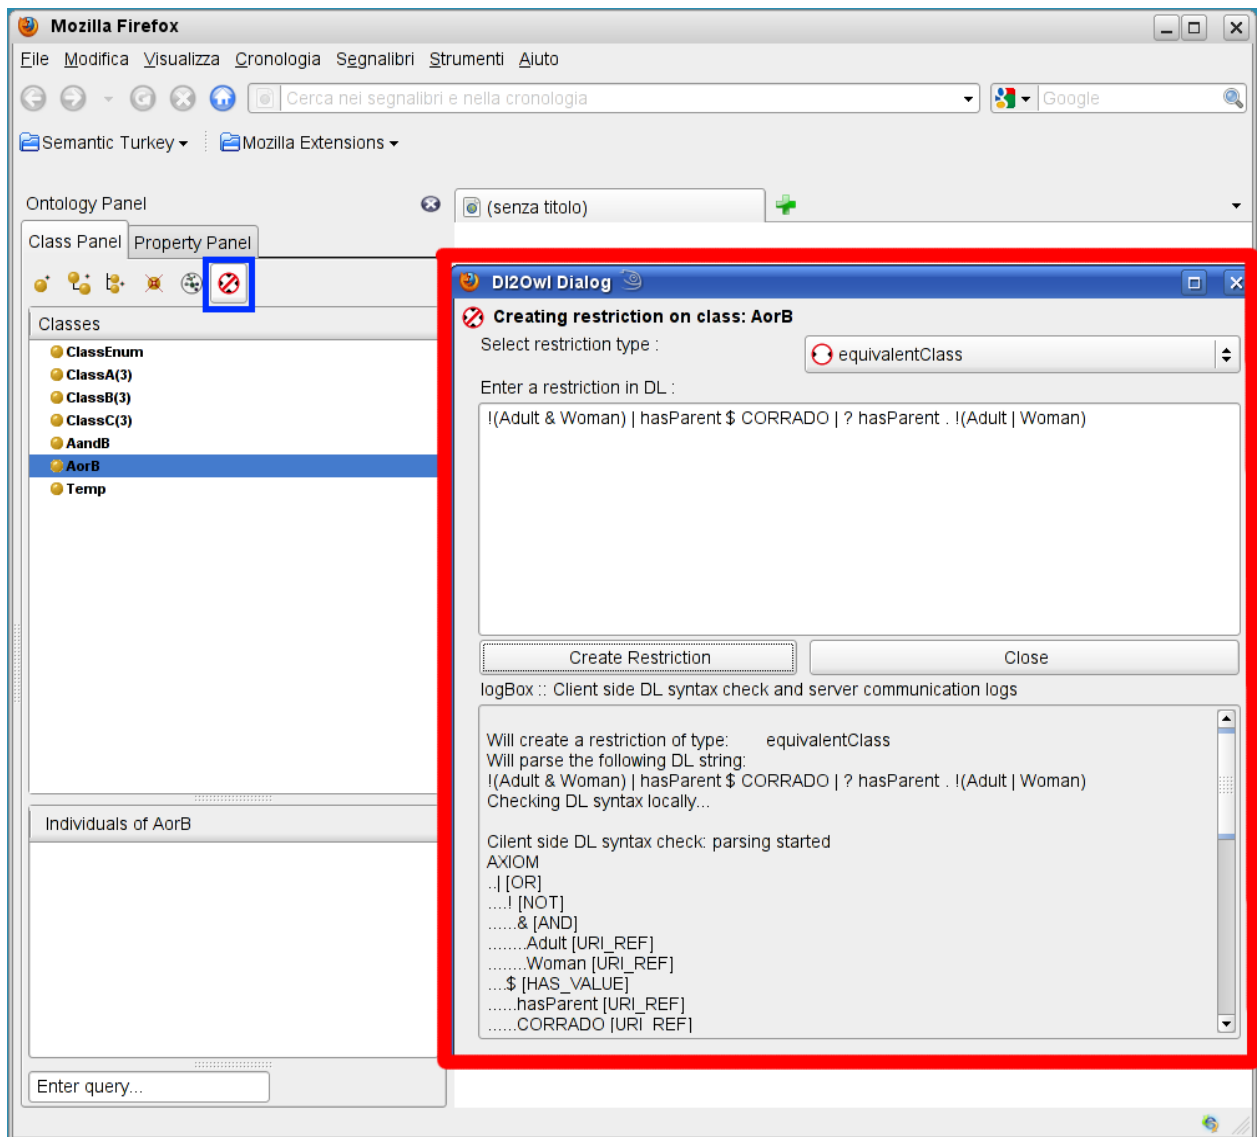 Mozilla Firefox
File Modifica Visualizza Cronologia Segnalibri Strumenti Aiuto
Cerca nei segnalibri e nella cronologia
Google
Semantic Turkey
Mozilla Extensions
Ontology Panel
(senza titolo)
Class Panel
Property Panel
Classes
ClassEnum
ClassA(3)
ClassB(3)
ClassC(3)
AandB
AorB
Temp
Individuals of AorB
Enter query...
Dl2Owl Dialog
Creating restriction on class: AorB
Select restriction type :
equivalentClass
Enter a restriction in DL :
!(Adult & Woman) | hasParent $ CORRADO | ? hasParent . !(Adult | Woman)
Create Restriction
Close
logBox :: Client side DL syntax check and server communication logs
Will create a restriction of type: equivalentClass
Will parse the following DL string:
!(Adult & Woman) | hasParent $ CORRADO | ? hasParent . !(Adult | Woman)
Checking DL syntax locally...
Cilent side DL syntax check: parsing started
AXIOM
..| [OR]
....! [NOT]
......& [AND]
........Adult [URI_REF]
........Woman [URI_REF]
....$ [HAS_VALUE]
......hasParent [URI_REF]
......CORRADO [URI_REF]